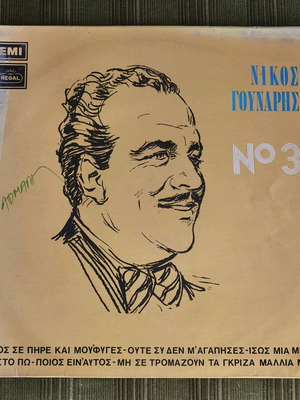 EMI
REGAL
ΝΙΚΟΣ
ΓΟΥΝΑΡΗΣ
Νο 3
ΟΣ ΣΕ ΠΗΡΕ ΚΑΙ ΜΟΥΦΥΓΕΣ-ΟΥΤΕ ΣΥ ΔΕΝ Μ'ΑΓΑΠΗΣΕΣ-ΙΣΩΣ ΜΙΑ Μ
ΣΤΟ ΠΩ-ΠΟΙΟΣ ΕΙΝ'ΑΥΤΟΣ-ΜΗ ΣΕ ΤΡΟΜΑΖΟΥΝ ΤΑ ΓΚΡΙΖΑ ΜΑΛΛΙΑ Μ